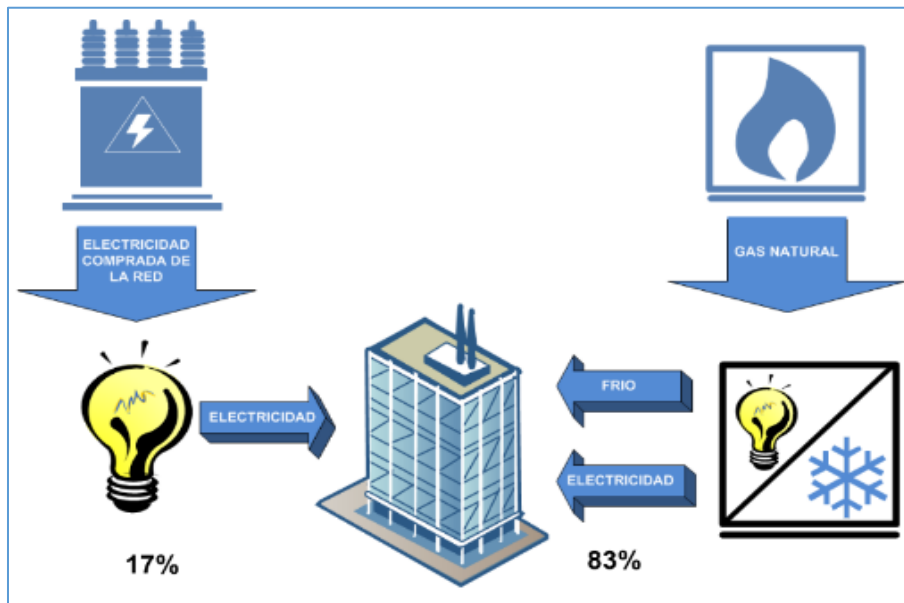 ELECTRICIDAD
COMPRADA DE
LA RED
GAS NATURAL
ELECTRICIDAD
FRIO
ELECTRICIDAD
17%
83%